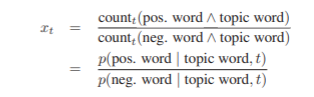 x_t = count_t(pos. word ∧ topic word) / count_t(neg. word ∧ topic word)
= p(pos. word | topic word, t) / p(neg. word | topic word, t)